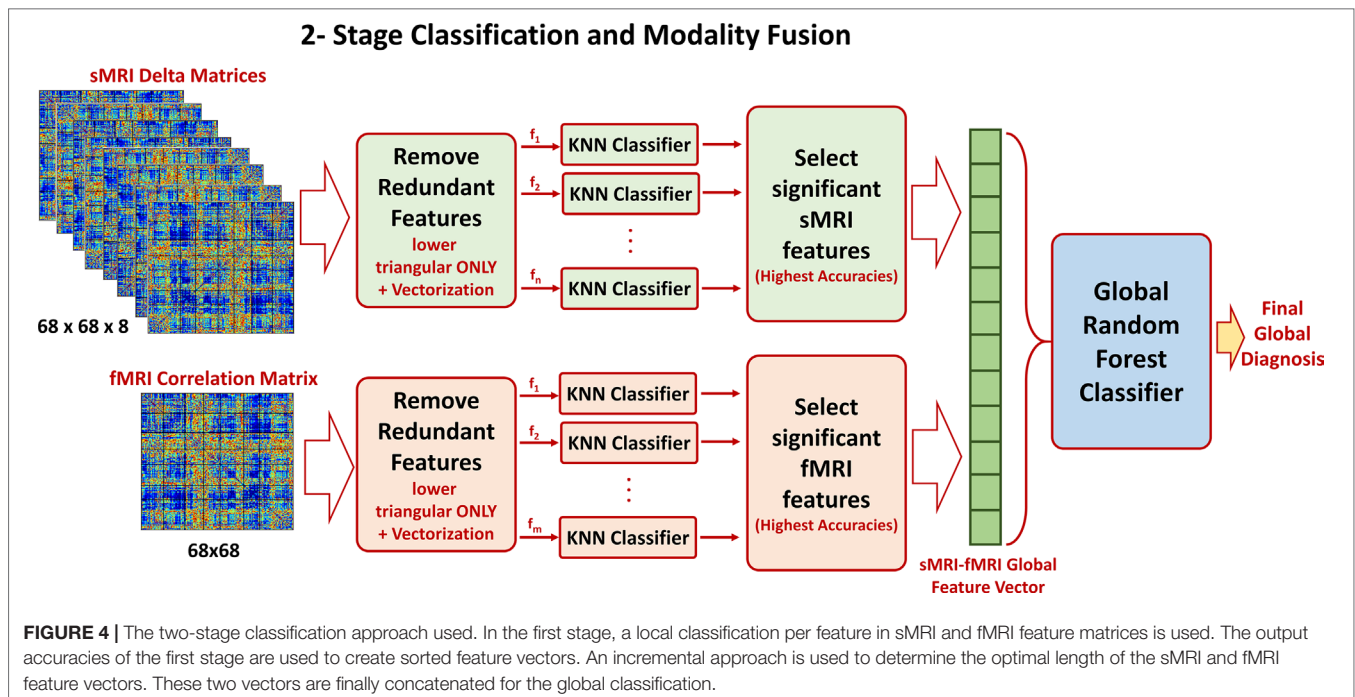 2- Stage Classification and Modality Fusion
sMRI Delta Matrices
68 x 68 x 8
Remove
Redundant
Features
lower
triangular ONLY
+ Vectorization
f1
KNN Classifier
f2
KNN Classifier
⋮
fn
KNN Classifier
Select
significant
sMRI
features
(Highest Accuracies)
fMRI Correlation Matrix
68x68
Remove
Redundant
Features
lower
triangular ONLY
+ Vectorization
f1
KNN Classifier
f2
KNN Classifier
⋮
fm
KNN Classifier
Select
significant
fMRI
features
(Highest Accuracies)
sMRI-fMRI Global
Feature Vector
Global
Random
Forest
Classifier
Final
Global
Diagnosis
FIGURE 4 | The two-stage classification approach used. In the first stage, a local classification per feature in sMRI and fMRI feature matrices is used. The output
accuracies of the first stage are used to create sorted feature vectors. An incremental approach is used to determine the optimal length of the sMRI and fMRI
feature vectors. These two vectors are finally concatenated for the global classification.